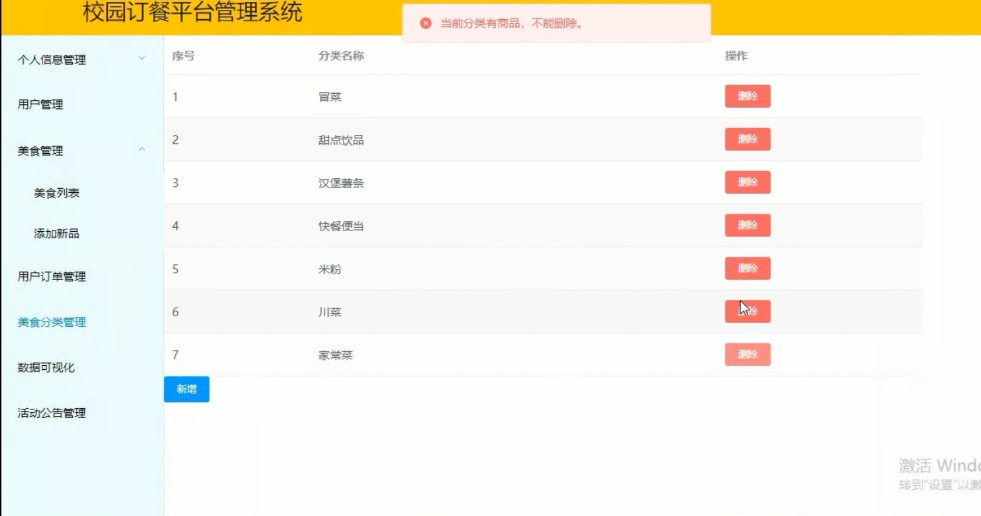 校园订餐平台管理系统
当前分类有商品，不能删除。
个人信息管理
用户管理
美食管理
美食列表
添加新品
用户订单管理
美食分类管理
数据可视化
活动公告管理
序号 分类名称 操作
1 冒菜 删除
2 甜点饮品 删除
3 汉堡薯条 删除
4 快餐便当 删除
5 米粉 删除
6 川菜 删除
7 家常菜 删除
新增
激活 Windo
转到"设置"以激